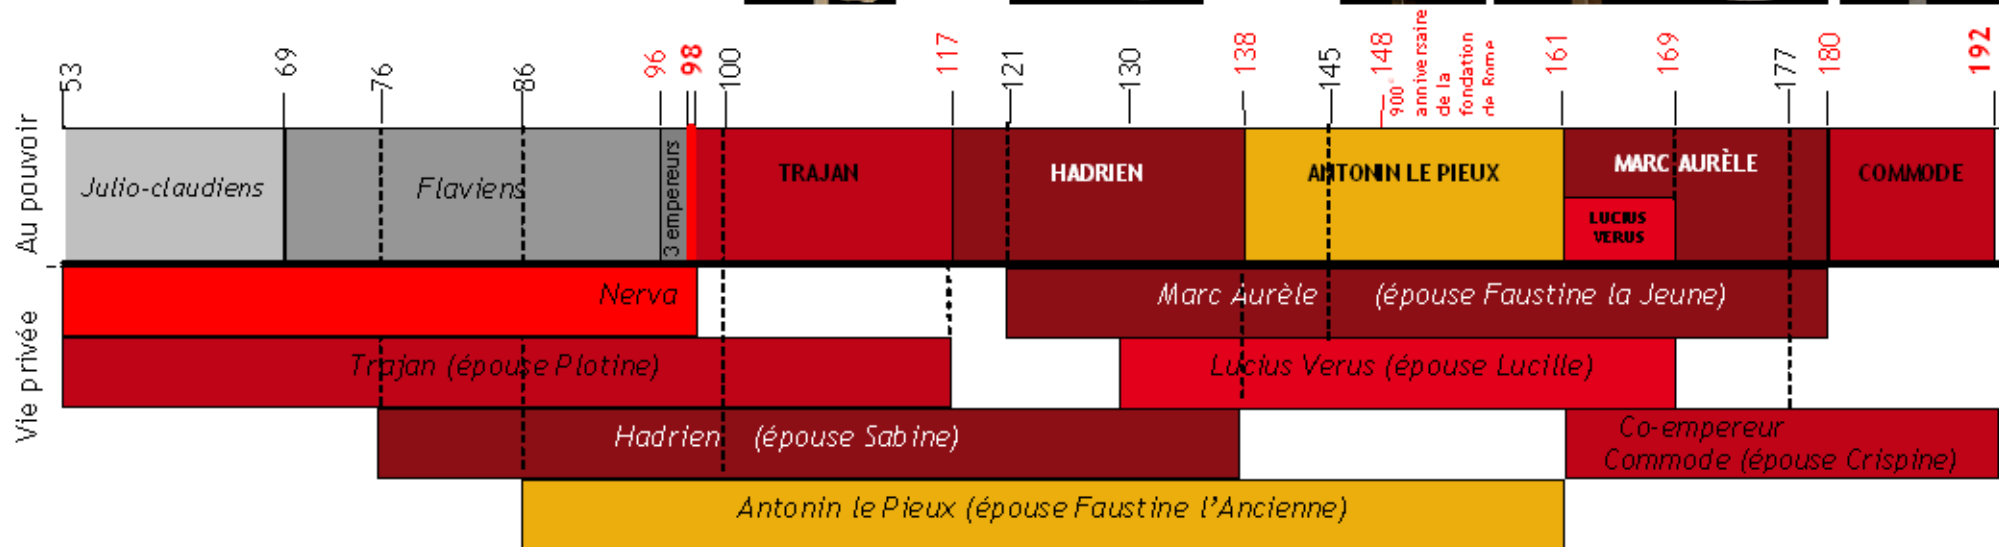 53
69
76
86
96
98
100
117
121
130
138
145
148
900e
anniversaire
de la
fondation
de Rome
161
169
177
180
192
Au pouvoir
Julio-claudiens
Flaviens
3 empereurs
TRAJAN
HADRIEN
ANTONIN LE PIEUX
MARC AURÈLE
LUCIUS
VERUS
COMMODE
Vie privée
Nerva
Marc Aurèle (épouse Faustine la Jeune)
Trajan (épouse Plotine)
Lucius Verus (épouse Lucille)
Hadrien (épouse Sabine)
Co-empereur
Commode (épouse Crispine)
Antonin le Pieux (épouse Faustine l'Ancienne)